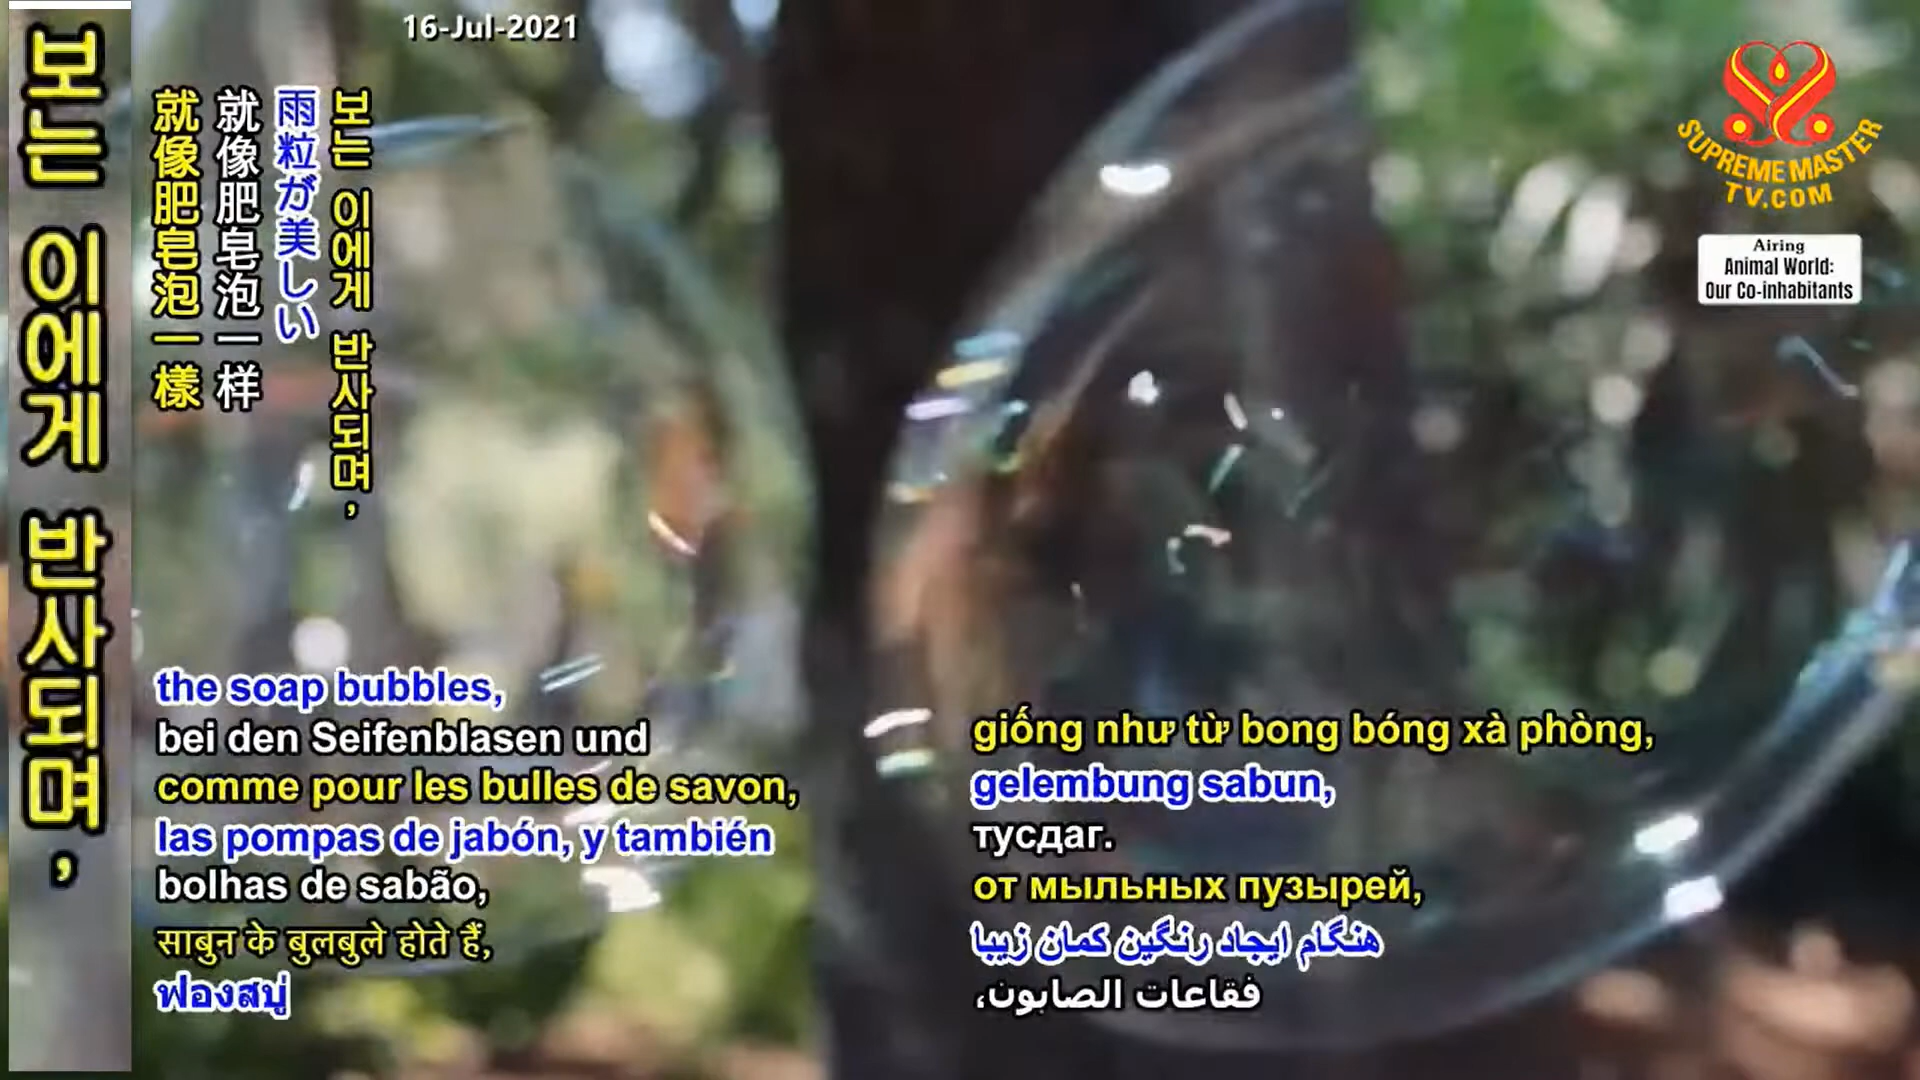 16-Jul-2021
보는 이에게 반사되며,
就像肥皂泡一樣
就像肥皂泡一样
雨粒が美しい
보는 이에게 반사되며,
SUPREME MASTER
TV.COM
Airing
Animal World:
Our Co-inhabitants
the soap bubbles,
bei den Seifenblasen und
comme pour les bulles de savon,
las pompas de jabón, y también
bolhas de sabão,
साबुन के बुलबुले होते हैं,
ฟองสบู่
giống như từ bong bóng xà phòng,
gelembung sabun,
тусдаг.
от мыльных пузырей,
هنگام ایجاد رنگین کمان زیبا
فقاعات الصابون،